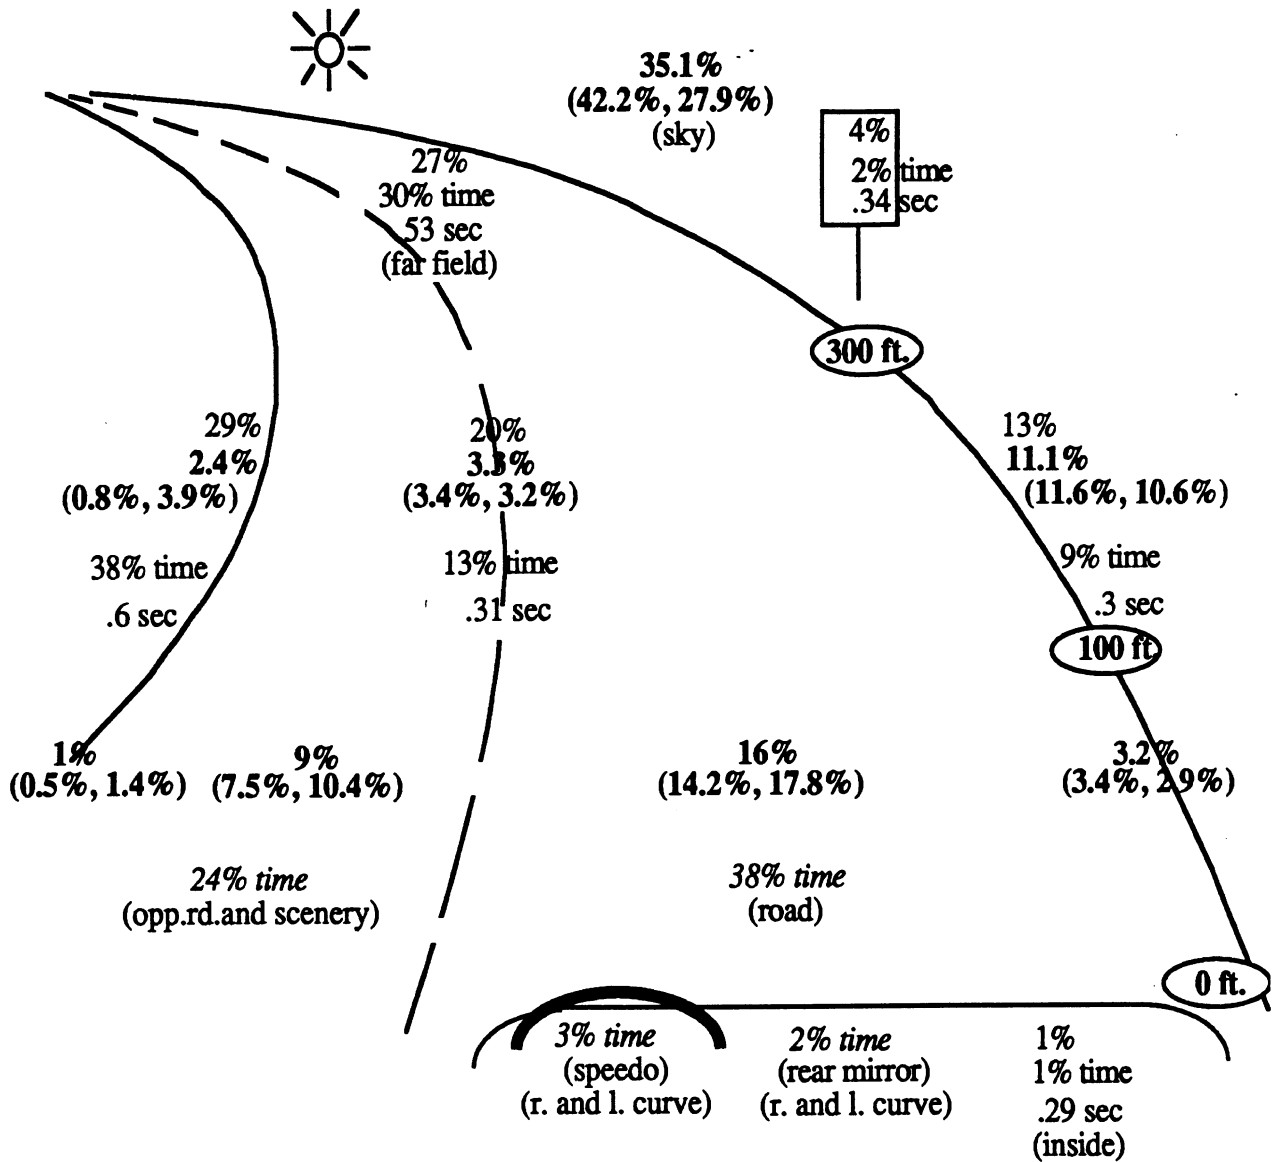 35.1%
(42.2%, 27.9%)
(sky)
4%
2% time
.34 sec
27%
30% time
.53 sec
(far field)
300 ft.
29%
2.4%
(0.8%, 3.9%)
38% time
.6 sec
20%
3.3%
(3.4%, 3.2%)
13% time
.31 sec
13%
11.1%
(11.6%, 10.6%)
9% time
.3 sec
100 ft.
1%
(0.5%, 1.4%)
9%
(7.5%, 10.4%)
16%
(14.2%, 17.8%)
3.2%
(3.4%, 2.9%)
24% time
(opp.rd.and scenery)
38% time
(road)
0 ft.
3% time
(speedo)
(r. and l. curve)
2% time
(rear mirror)
(r. and l. curve)
1%
1% time
.29 sec
(inside)